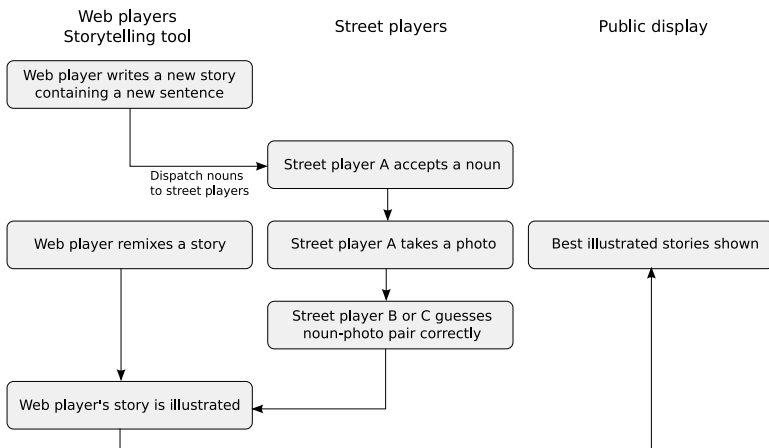 Web players
Storytelling tool
Street players
Public display
Web player writes a new story
containing a new sentence
Dispatch nouns
to street players
Street player A accepts a noun
Web player remixes a story
Street player A takes a photo
Best illustrated stories shown
Street player B or C guesses
noun-photo pair correctly
Web player's story is illustrated